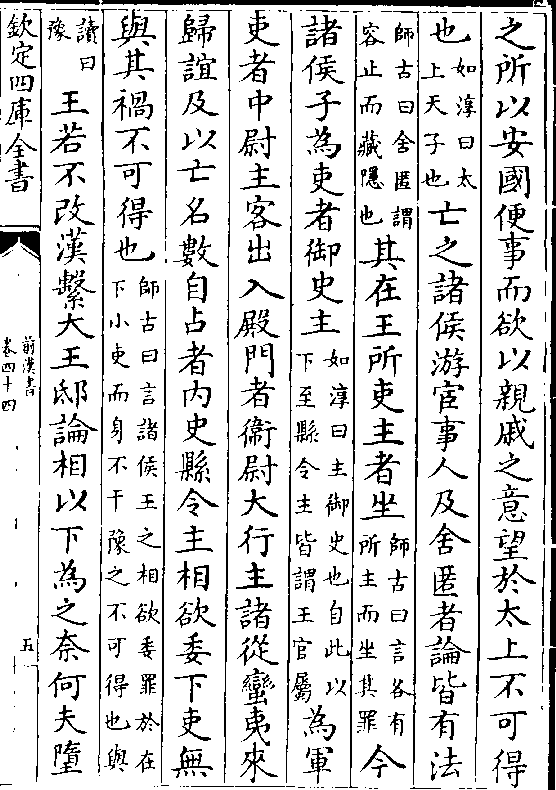 之所以安國便事而欲以親戚之意望於太上不可得
也如淳曰太上天子也亡之諸侯游宦事人及舍匿者論皆有法
師古曰舍匿謂容止而藏隱也其在王所吏主者坐師古曰言各有所主而坐其罪今
諸侯子為吏者御史主如淳曰主御史也自此以下至縣令主皆謂王官屬為軍
吏者中尉主客出入殿門者衞尉大行主諸從蠻夷來
歸誼及以亡名數自占者內史縣令主相欲委下吏無
與其禍不可得也師古曰言諸侯王之相欲委罪於在下小吏而身不干豫之不可得也與
讀曰豫王若不改漢繫大王邸論相以下為之奈何夫墮
欽定四庫全書
前漢書
卷四十四
五